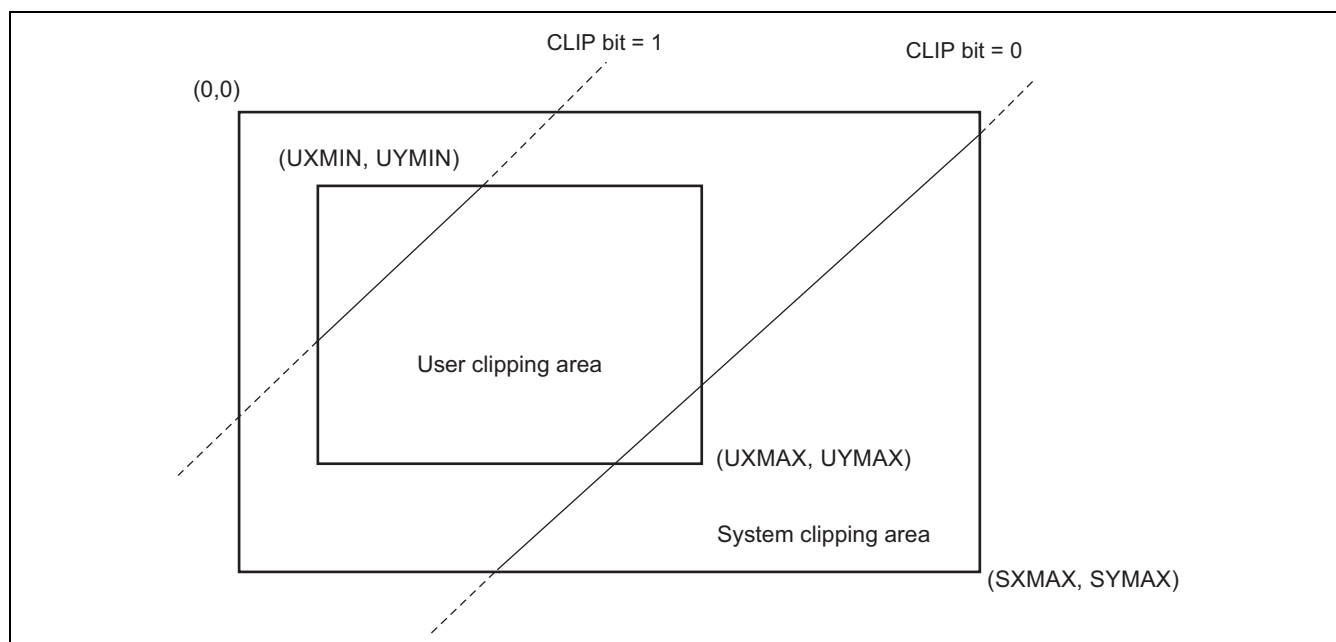 CLIP bit = 1
CLIP bit = 0
(0,0)
(UXMIN, UYMIN)
User clipping area
(UXMAX, UYMAX)
System clipping area
(SXMAX, SYMAX)